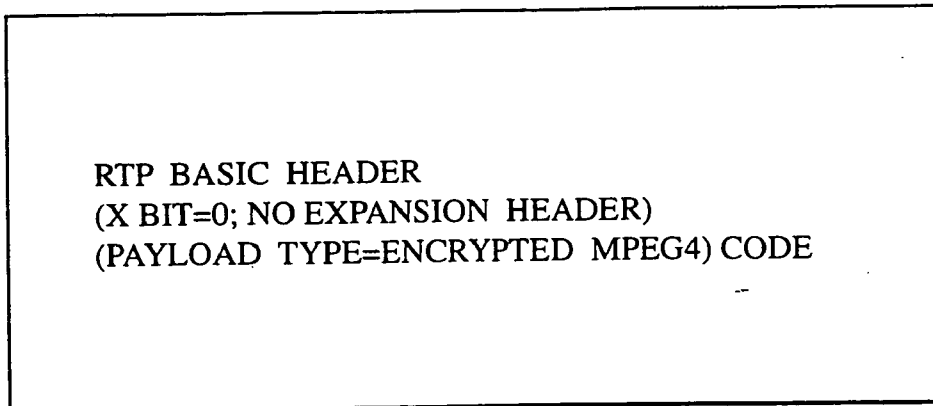 RTP BASIC HEADER
(X BIT=0; NO EXPANSION HEADER)
(PAYLOAD TYPE=ENCRYPTED MPEG4) CODE